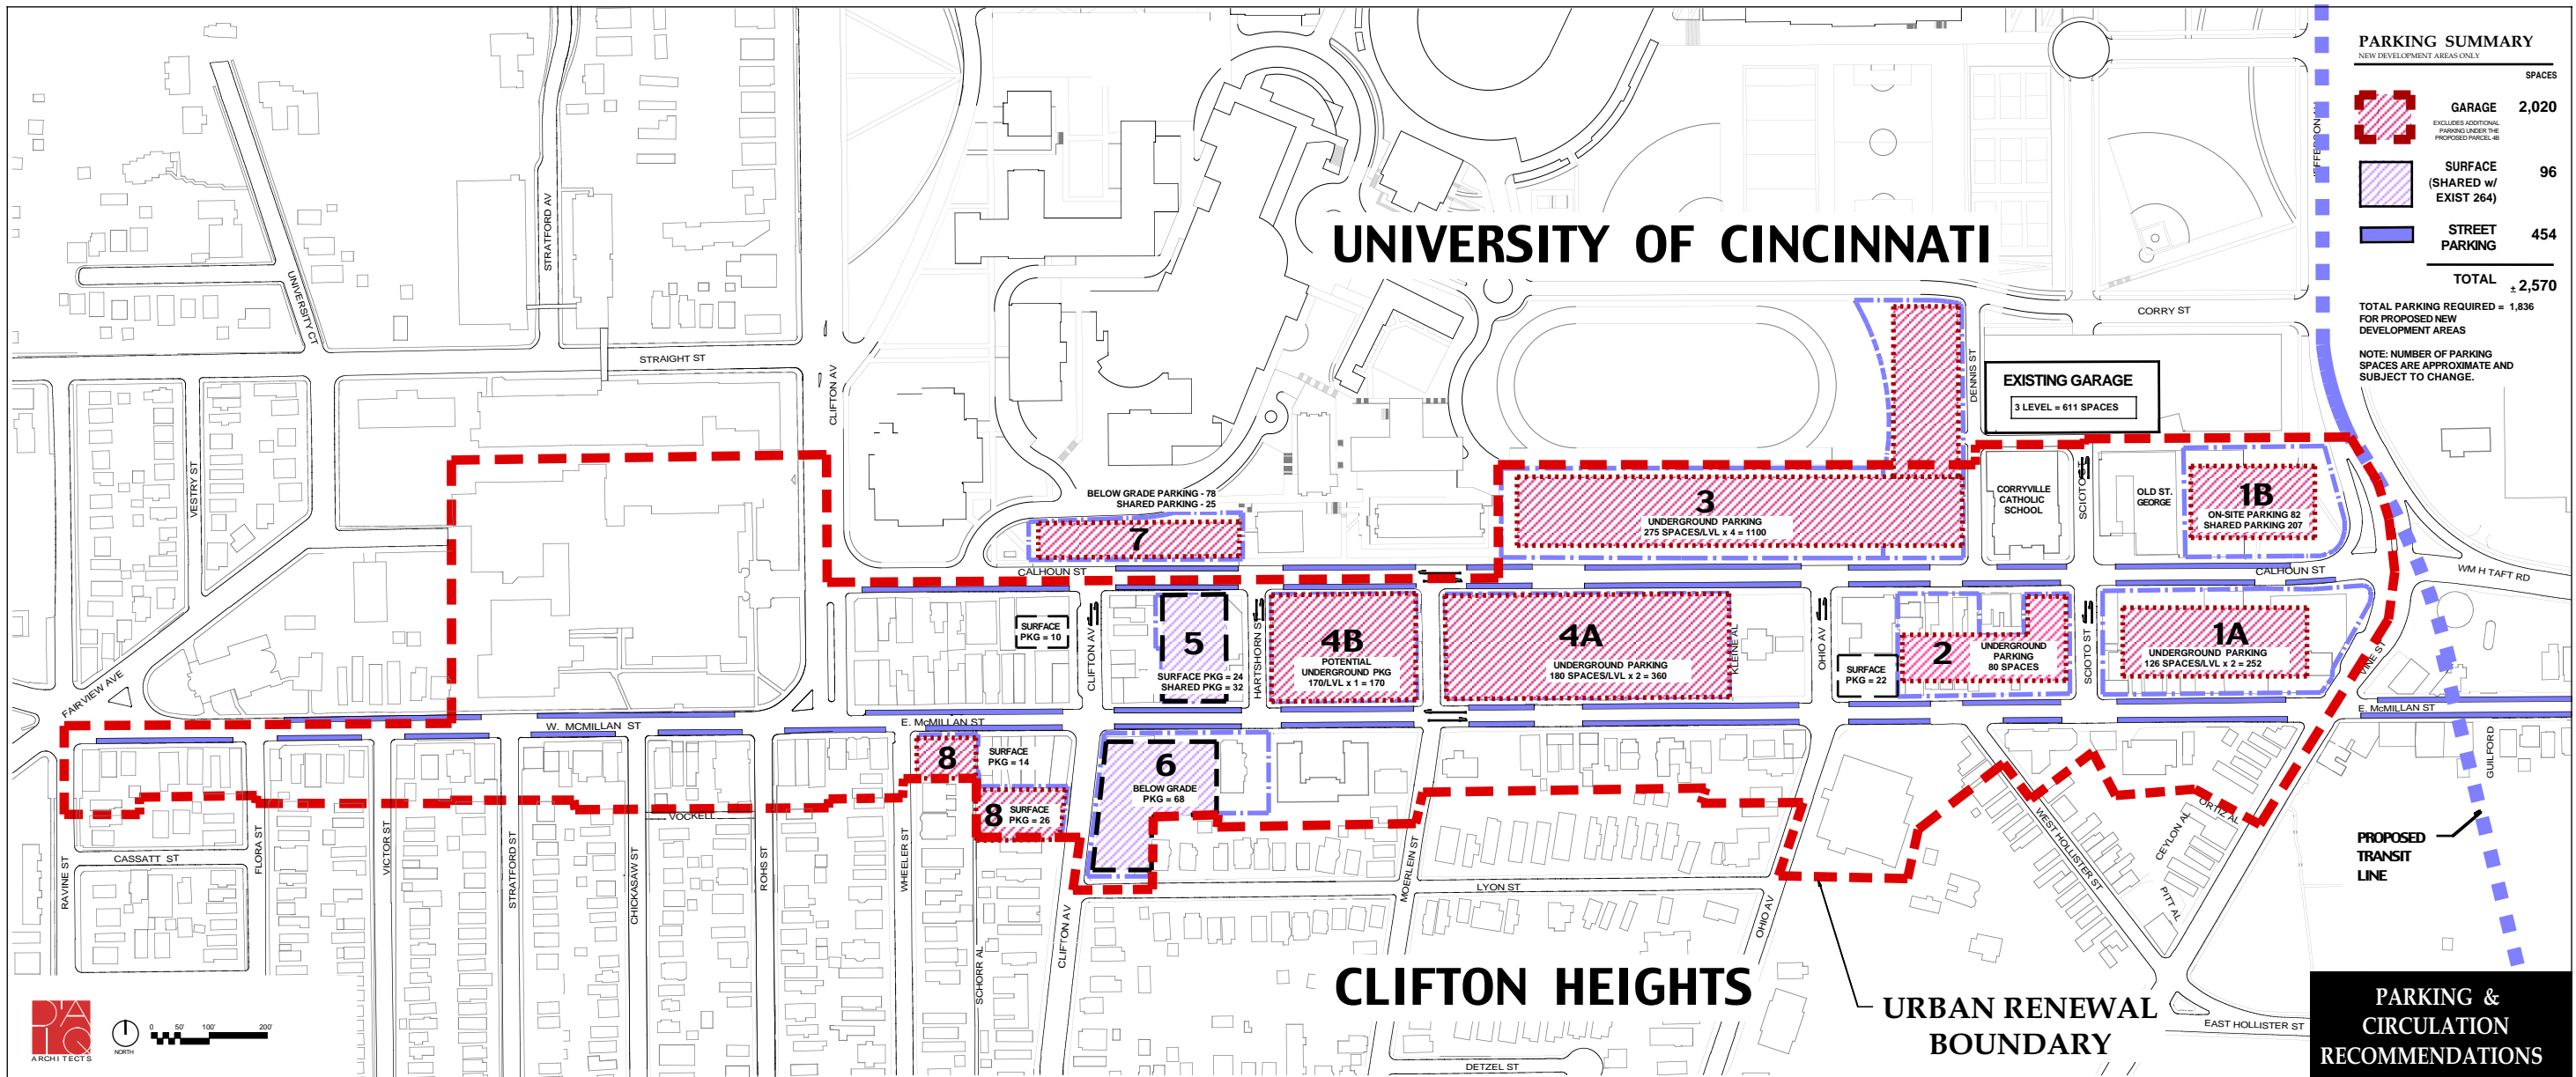 PARKING SUMMARY
NEW DEVELOPMENT AREAS ONLY
SPACES
GARAGE 2,020
EXCLUDES ADDITIONAL
PARKING UNDER THE
PROPOSED PARCEL 4B
SURFACE 96
(SHARED w/
EXIST 264)
STREET 454
PARKING
TOTAL ± 2,570
TOTAL PARKING REQUIRED = 1,836
FOR PROPOSED NEW
DEVELOPMENT AREAS
NOTE: NUMBER OF PARKING
SPACES ARE APPROXIMATE AND
SUBJECT TO CHANGE.
UNIVERSITY OF CINCINNATI
STRATFORD AV
UNIVERSITY CT
STRAIGHT ST
CLIFTON AV
CORRY ST
DENNIS ST
EXISTING GARAGE
3 LEVEL = 611 SPACES
VESTRY ST
BELOW GRADE PARKING - 78
SHARED PARKING - 25
7
3
UNDERGROUND PARKING
275 SPACES/LVL x 4 = 1100
CORRYVILLE
CATHOLIC
SCHOOL
SCIOTO ST
OLD ST.
GEORGE
1B
ON-SITE PARKING 82
SHARED PARKING 207
CALHOUN ST
CALHOUN ST
WM H TAFT RD
SURFACE
PKG = 10
CLIFTON AV
5
SURFACE PKG = 24
SHARED PKG = 32
HARTSHORN ST
4B
POTENTIAL
UNDERGROUND PKG
170/LVL x 1 = 170
4A
UNDERGROUND PARKING
180 SPACES/LVL x 2 = 360
KLEINE AL
OHIO AV
SURFACE
PKG = 22
2
UNDERGROUND
PARKING
80 SPACES
SCIOTO ST
1A
UNDERGROUND PARKING
126 SPACES/LVL x 2 = 252
VINE ST
FAIRVIEW AVE
W. MCMILLAN ST
E. McMILLAN ST
E. McMILLAN ST
GUILFORD
8
SURFACE
PKG = 14
8
SURFACE
PKG = 26
6
BELOW GRADE
PKG = 68
VOCKELL
CASSATT ST
RAVINE ST
FLORA ST
VICTOR ST
STRATFORD ST
CHICKASAW ST
ROHS ST
WHEELER ST
SCHORR AL
CLIFTON AV
MOERLEIN ST
LYON ST
OHIO AV
WEST HOLLISTER ST
CEYLON AL
ORTIZ AL
PITT AL
PROPOSED
TRANSIT
LINE
CLIFTON HEIGHTS
URBAN RENEWAL
BOUNDARY
EAST HOLLISTER ST
DETZEL ST
ARCHITECTS
NORTH
0 50' 100' 200'
PARKING &
CIRCULATION
RECOMMENDATIONS